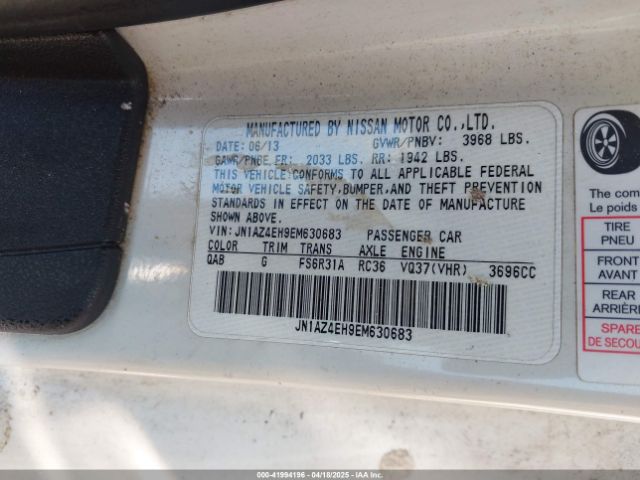 MANUFACTURED BY NISSAN MOTOR CO.,LTD.
DATE: 06/13 GVWR/PNBV: 3968 LBS.
GAWR/PNBE FR: 2033 LBS. RR: 1942 LBS.
THIS VEHICLE CONFORMS TO ALL APPLICABLE FEDERAL
MOTOR VEHICLE SAFETY,BUMPER,AND THEFT PREVENTION
STANDARDS IN EFFECT ON THE DATE OF MANUFACTURE
SHOWN ABOVE.
VIN: JN1AZ4EH9EM630683 PASSENGER CAR
COLOR TRIM TRANS AXLE ENGINE
QAB G FS6R31A RC36 VQ37(VHR) 3696CC
JN1AZ4EH9EM630683
The com
Le poids
TIRE
PNEU
FRONT
AVANT
REAR
ARRIÈRE
SPARE
DE SECOU
000-41994196 - 04/18/2025 - IAAI.COM